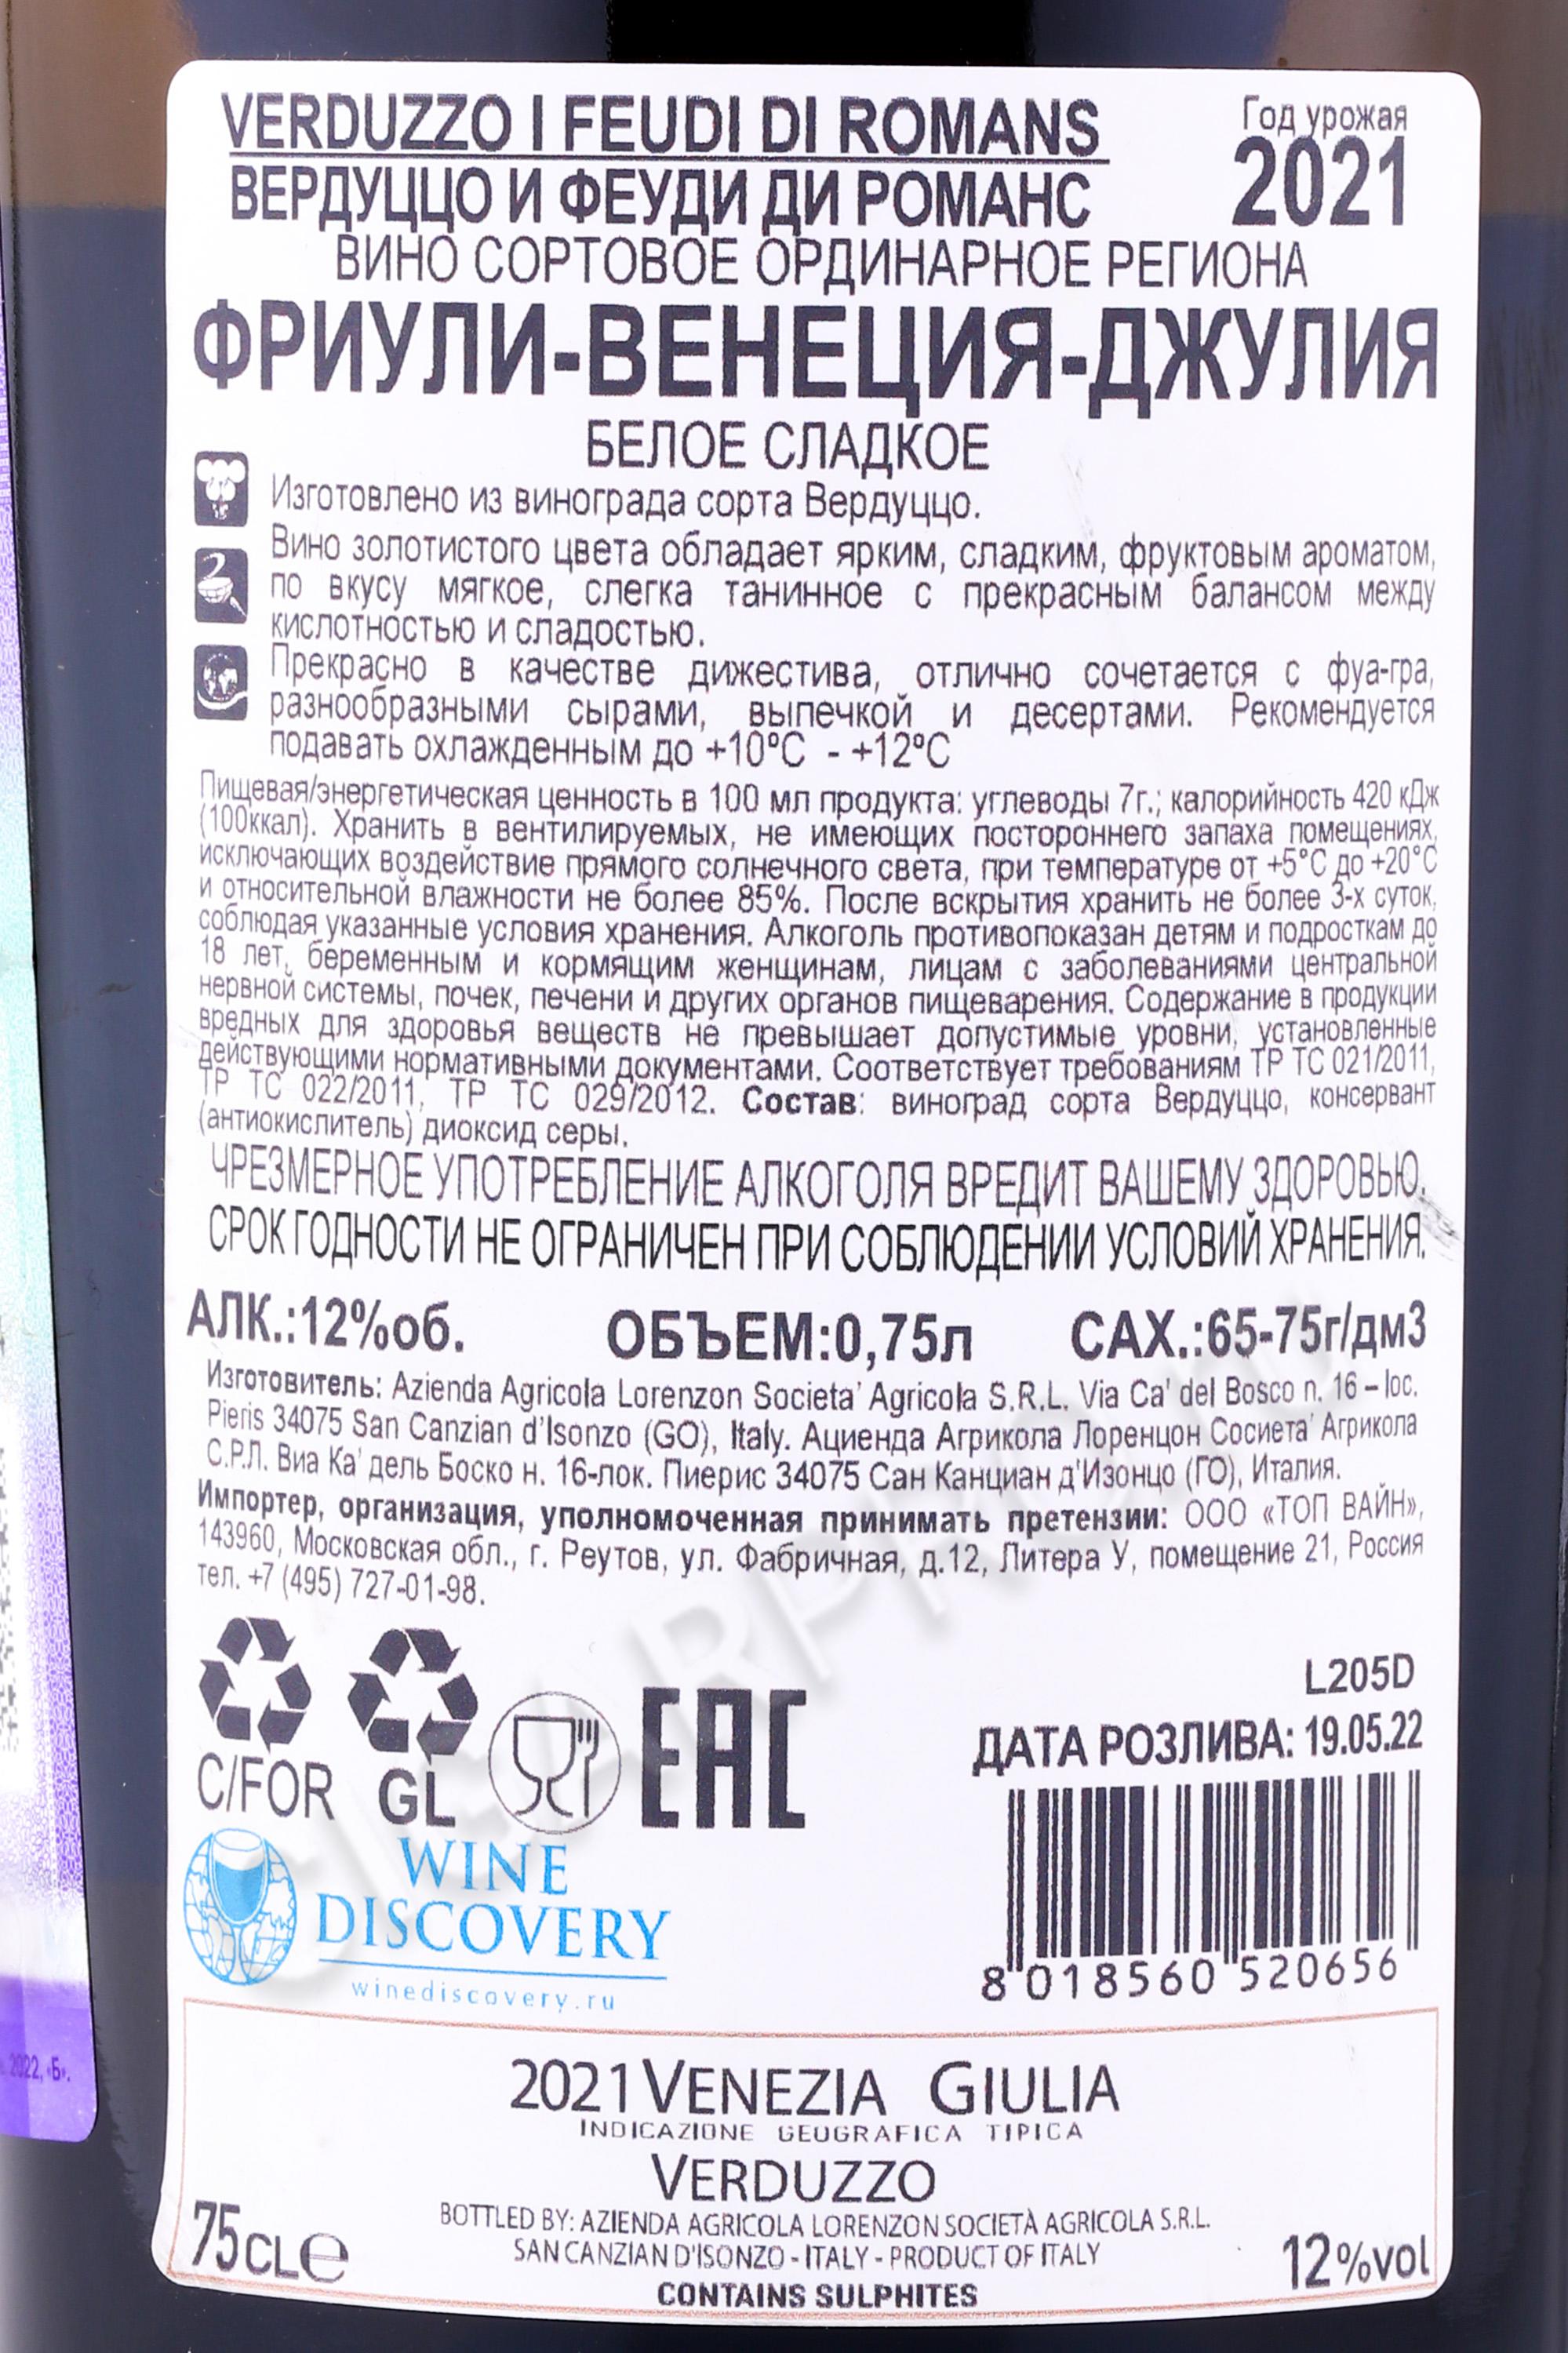 VERDUZZO I FEUDI DI ROMANS
Год урожая
2021
ВЕРДУЦЦО И ФЕУДИ ДИ РОМАНС
ВИНО СОРТОВОЕ ОРДИНАРНОЕ РЕГИОНА
ФРИУЛИ-ВЕНЕЦИЯ-ДЖУЛИЯ
БЕЛОЕ СЛАДКОЕ
Изготовлено из винограда сорта Вердуццо.
Вино золотистого цвета обладает ярким, сладким, фруктовым ароматом,
по вкусу мягкое, слегка танинное с прекрасным балансом между
кислотностью и сладостью.
Прекрасно в качестве дижестива, отлично сочетается с фуа-гра,
разнообразными сырами, выпечкой и десертами. Рекомендуется
подавать охлажденным до +10°С - +12°С
Пищевая/энергетическая ценность в 100 мл продукта: углеводы 7г.; калорийность 420 кДж
(100ккал). Хранить в вентилируемых, не имеющих постороннего запаха помещениях,
исключающих воздействие прямого солнечного света, при температуре от +5°С до +20°С
и относительной влажности не более 85%. После вскрытия хранить не более 3-х суток,
соблюдая указанные условия хранения. Алкоголь противопоказан детям и подросткам до
18 лет, беременным и кормящим женщинам, лицам с заболеваниями центральной
нервной системы, почек, печени и других органов пищеварения. Содержание в продукции
вредных для здоровья веществ не превышает допустимые уровни, установленные
действующими нормативными документами. Соответствует требованиям ТР ТС 021/2011,
ТР ТС 022/2011, ТР ТС 029/2012. Состав: виноград сорта Вердуццо, консервант
(антиокислитель) диоксид серы.
ЧРЕЗМЕРНОЕ УПОТРЕБЛЕНИЕ АЛКОГОЛЯ ВРЕДИТ ВАШЕМУ ЗДОРОВЬЮ.
СРОК ГОДНОСТИ НЕ ОГРАНИЧЕН ПРИ СОБЛЮДЕНИИ УСЛОВИЙ ХРАНЕНИЯ.
АЛК.:12%об. ОБЪЕМ:0,75л САХ.:65-75г/дм3
Изготовитель: Azienda Agricola Lorenzon Societa' Agricola S.R.L. Via Ca' del Bosco n. 16 – loc.
Pieris 34075 San Canzian d'Isonzo (GO), Italy. Ациенда Агрикола Лоренцон Сосиета' Агрикола
С.Р.Л. Виа Ка' дель Боско н. 16-лок. Пиерис 34075 Сан Канциан д'Изонцо (ГО), Италия.
Импортер, организация, уполномоченная принимать претензии: ООО «ТОП ВАЙН»,
143960, Московская обл., г. Реутов, ул. Фабричная, д.12, Литера У, помещение 21, Россия
тел. +7 (495) 727-01-98.
L205D
ДАТА РОЗЛИВА: 19.05.22
C/FOR GL
EAC
WINE
DISCOVERY
winediscovery.ru
8 018560 520656
2022, «Б».
2021 VENEZIA GIULIA
INDICAZIONE GEOGRAFICA TIPICA
VERDUZZO
BOTTLED BY: AZIENDA AGRICOLA LORENZON SOCIETÀ AGRICOLA S.R.L.
SAN CANZIAN D'ISONZO - ITALY - PRODUCT OF ITALY
75CLe
12%vol
CONTAINS SULPHITES